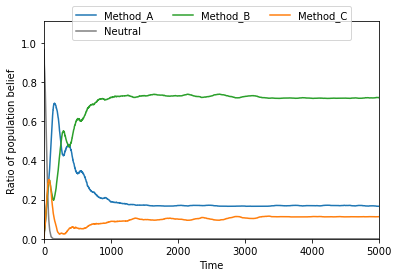 Method_A Method_B Method_C
Neutral
Ratio of population belief
1.0
0.8
0.6
0.4
0.2
0.0
0 1000 2000 3000 4000 5000
Time